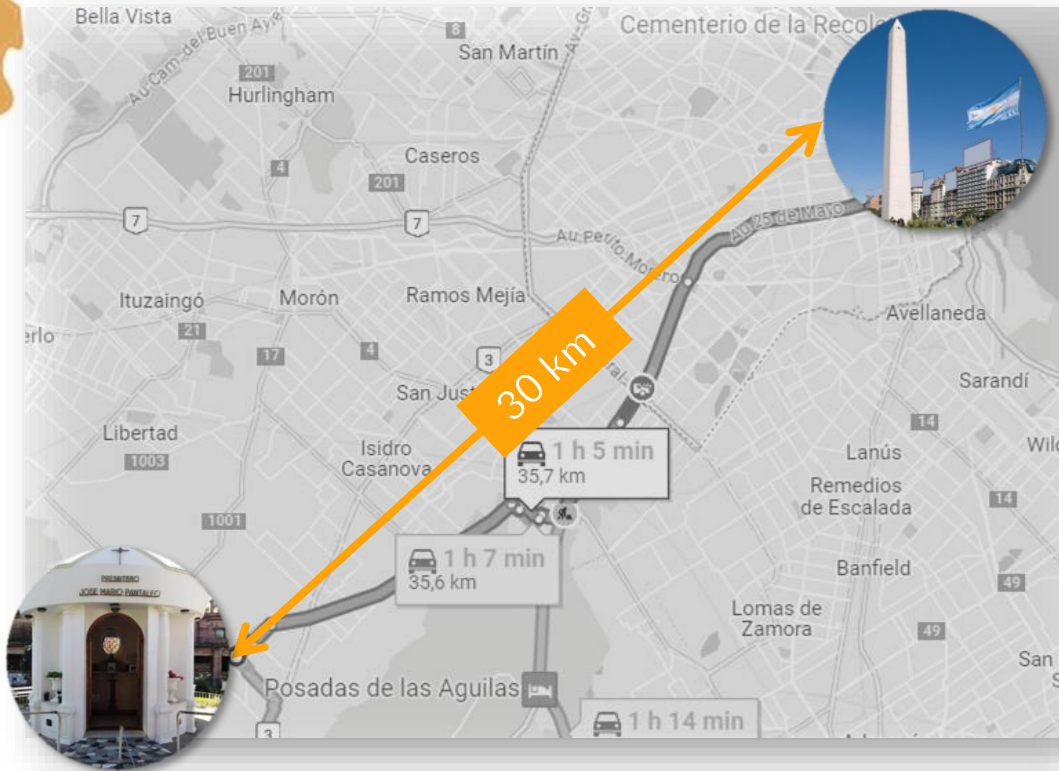 Bella Vista
Au Cam. del Buen Ayre
8
San Martín
Cementerio de la Recole
201
Hurlingham
4
Caseros
201
7
7
Au Perito Moreno
Au 25 de Mayo
Ituzaingó
Morón
Ramos Mejía
Avellaneda
erlo
21
17
4
3
30 km
San Just
Sarandí
Libertad
1003
Isidro
Casanova
14
Lanús
Wild
1 h 5 min
35,7 km
Remedios
de Escalada
14
1001
1 h 7 min
35,6 km
Banfield
49
PRESBITERO
JOSE MARIO PANTALEO
Lomas de
Zamora
49
San
S
Posadas de las Aguilas
3
1 h 14 min